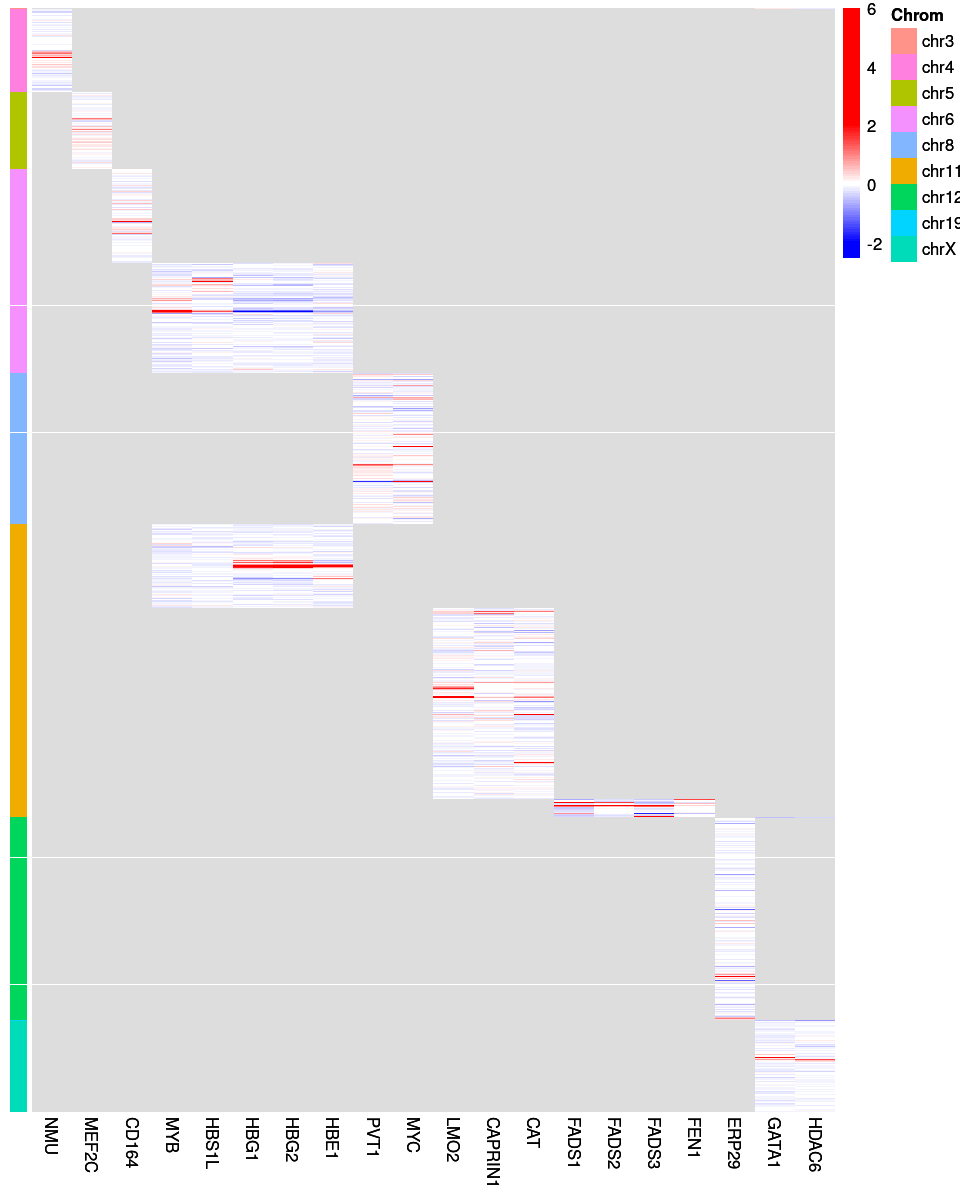 6
4
2
0
-2
Chrom
chr3
chr4
chr5
chr6
chr8
chr11
chr12
chr19
chrX
NMU
MEF2C
CD164
MYB
HBS1L
HBG1
HBG2
HBE1
PVT1
MYC
LMO2
CAPRIN1
CAT
FADS1
FADS2
FADS3
FEN1
ERP29
GATA1
HDAC6